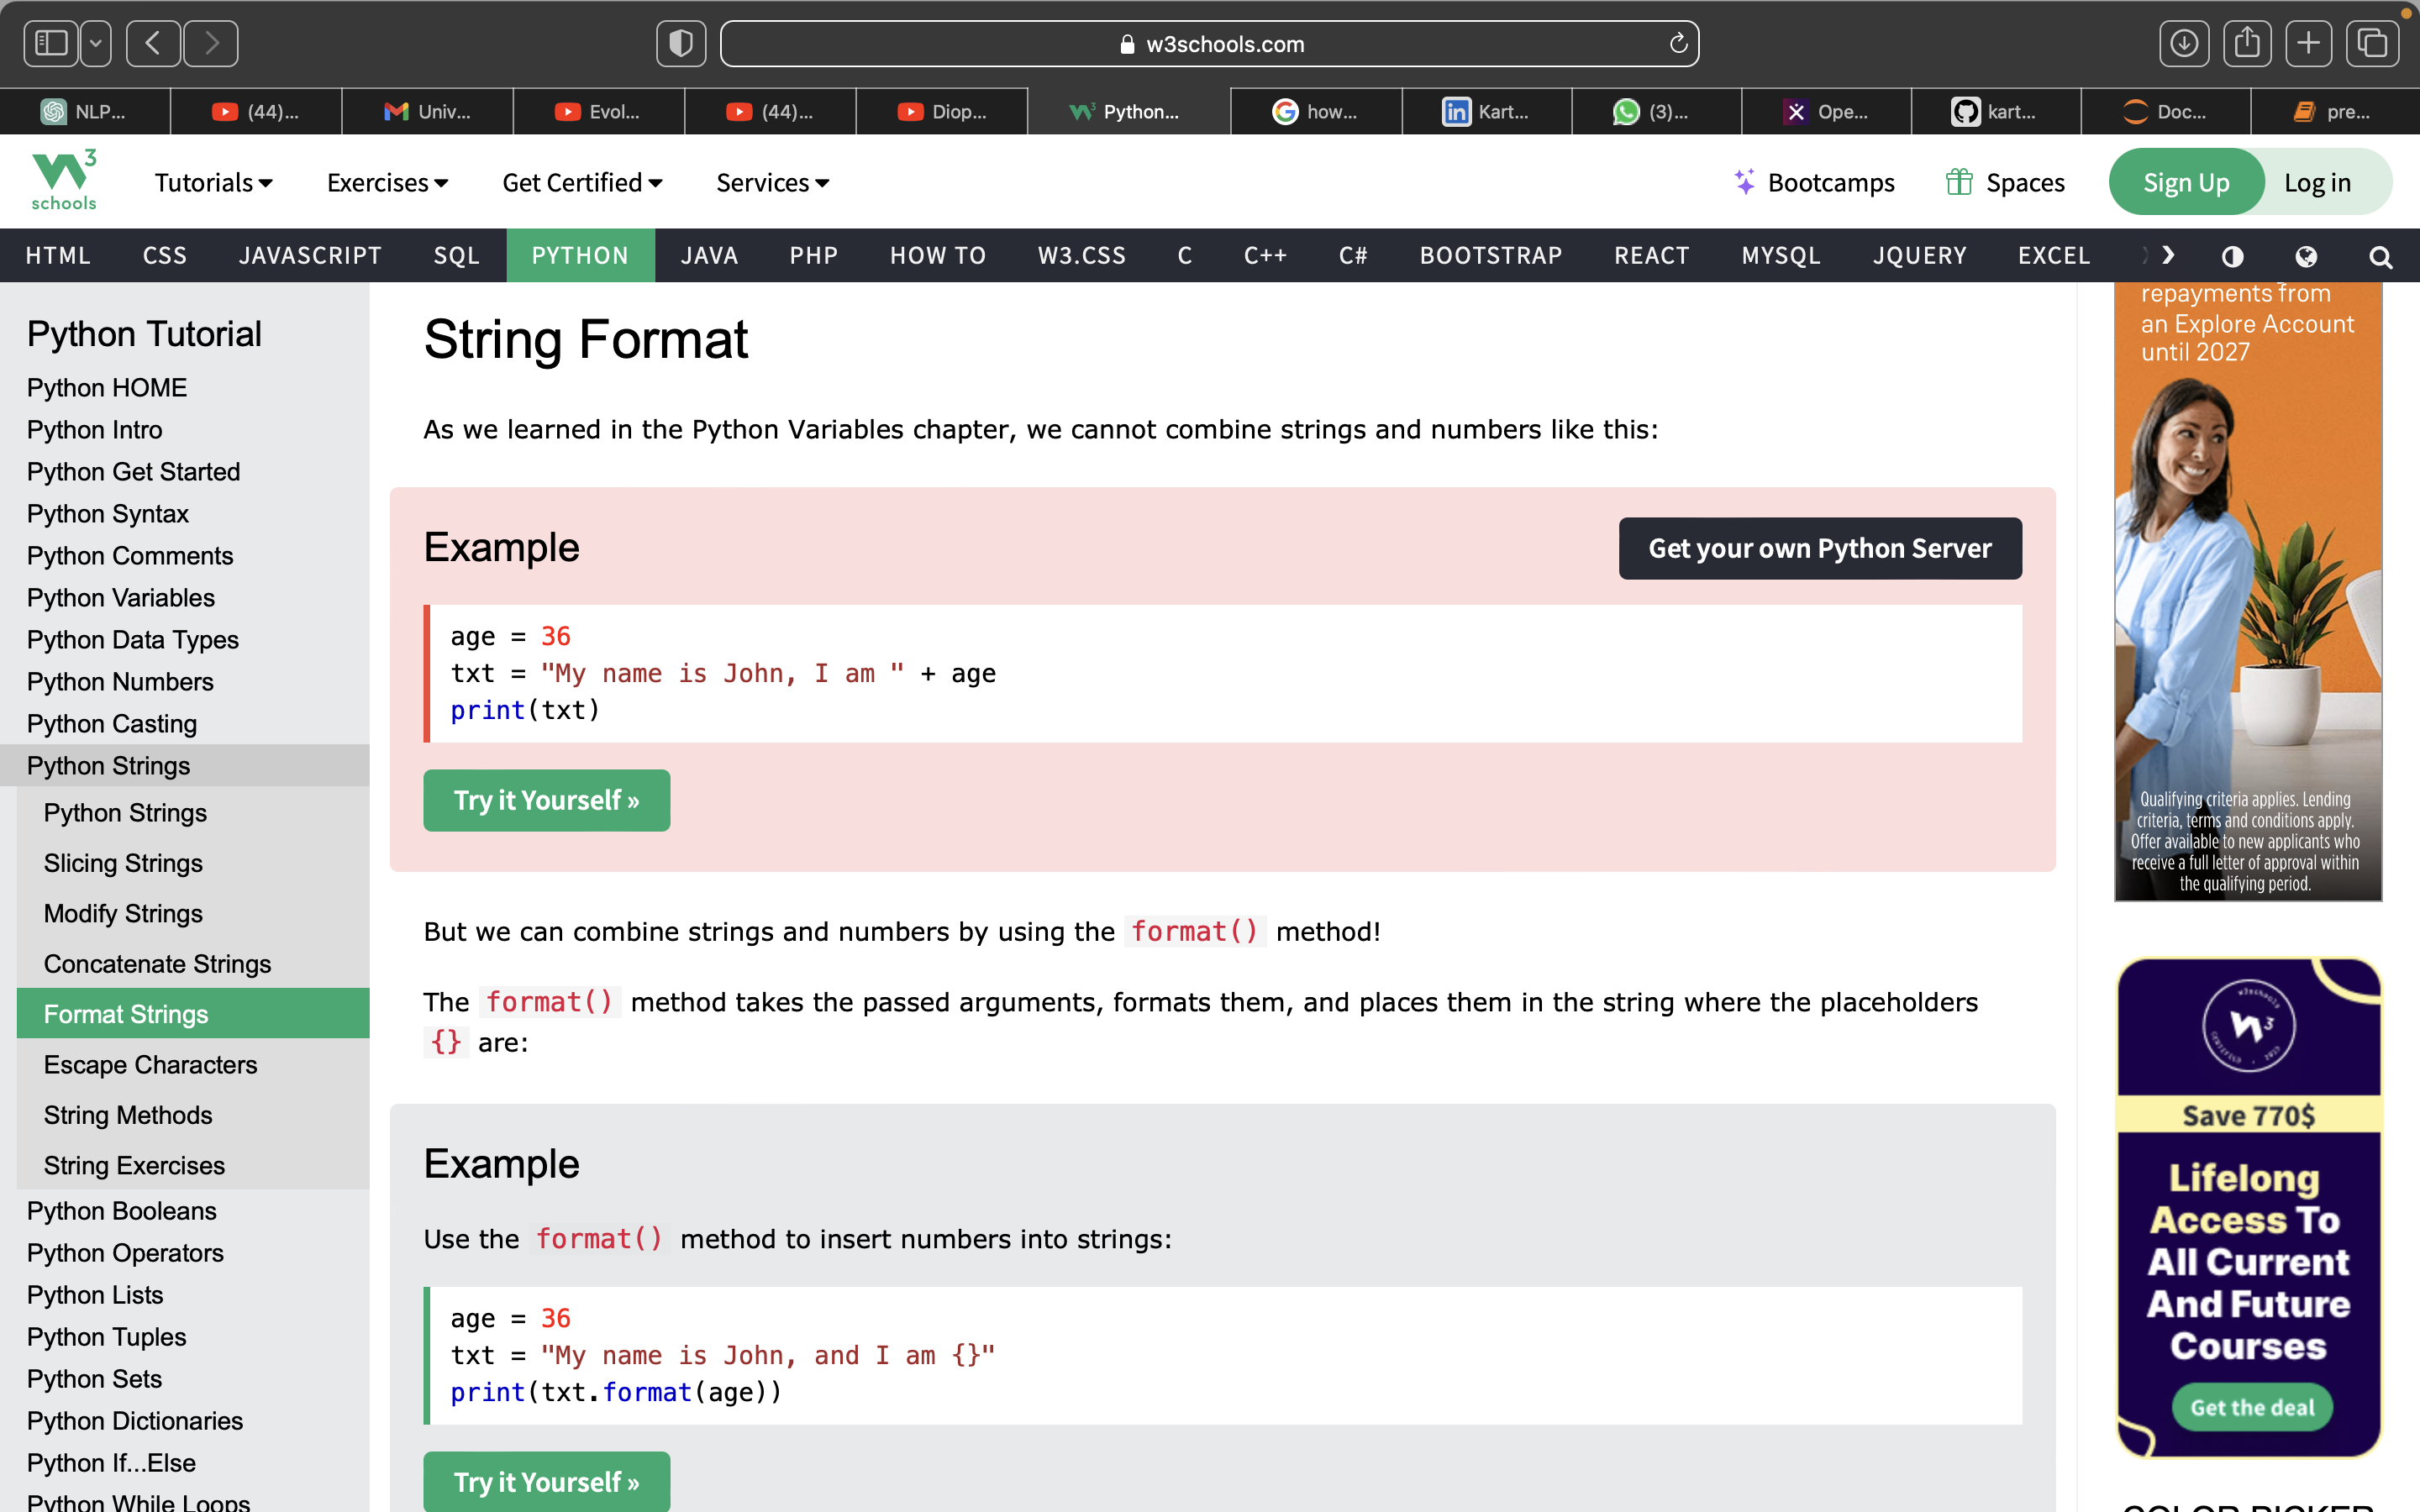 w3schools.com
NLP...
(44)...
Univ...
Evol...
(44)...
Diop...
Python...
how...
Kart...
(3)...
Ope...
kart...
Doc...
pre...
3
schools
Tutorials
Exercises
Get Certified
Services
Bootcamps
Spaces
Sign Up
Log in
HTML
CSS
JAVASCRIPT
SQL
PYTHON
JAVA
PHP
HOW TO
W3.CSS
C
C++
C#
BOOTSTRAP
REACT
MYSQL
JQUERY
EXCEL
Python Tutorial
Python HOME
Python Intro
Python Get Started
Python Syntax
Python Comments
Python Variables
Python Data Types
Python Numbers
Python Casting
Python Strings
Python Strings
Slicing Strings
Modify Strings
Concatenate Strings
Format Strings
Escape Characters
String Methods
String Exercises
Python Booleans
Python Operators
Python Lists
Python Tuples
Python Sets
Python Dictionaries
Python If...Else
Python While Loops
String Format
As we learned in the Python Variables chapter, we cannot combine strings and numbers like this:
Example
Get your own Python Server
age = 36
txt = "My name is John, I am " + age
print(txt)
Try it Yourself »
But we can combine strings and numbers by using the format() method!
The format() method takes the passed arguments, formats them, and places them in the string where the placeholders
{} are:
Example
Use the format() method to insert numbers into strings:
age = 36
txt = "My name is John, and I am {}"
print(txt.format(age))
Try it Yourself »
repayments from
an Explore Account
until 2027
Qualifying criteria applies. Lending
criteria, terms and conditions apply.
Offer available to new applicants who
receive a full letter of approval within
the qualifying period.
Save 770$
Lifelong
Access To
All Current
And Future
Courses
Get the deal
COLOR PICKER